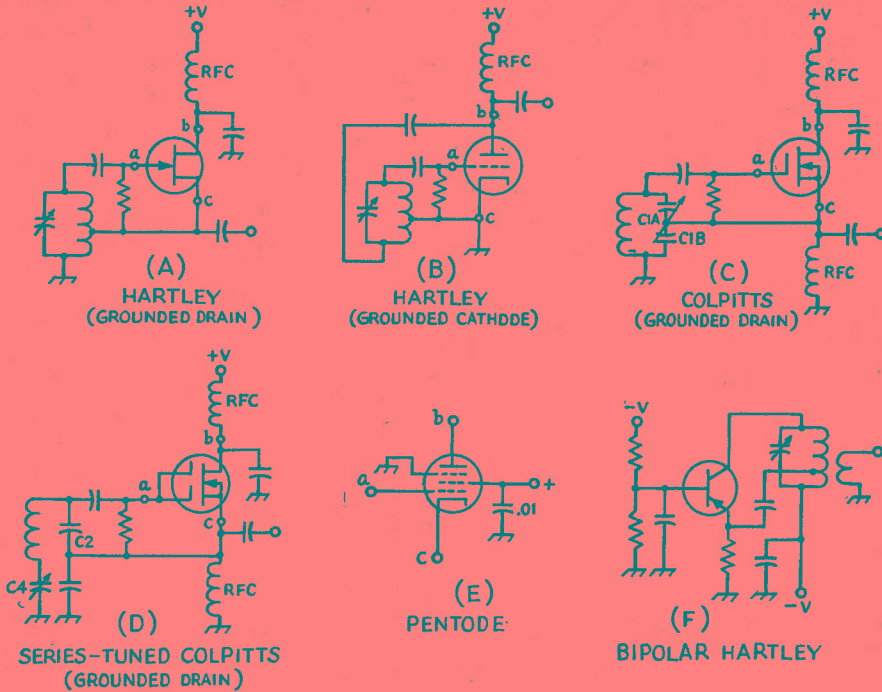 +V
RFC
b
a
c
(A)
HARTLEY
(GROUNDED DRAIN)
+V
RFC
b
a
c
(B)
HARTLEY
(GROUNDED CATHODE)
+V
RFC
b
a
c
C1A
C1B
RFC
(C)
COLPITTS
(GROUNDED DRAIN)
+V
RFC
b
a
c
C2
C4
RFC
(D)
SERIES-TUNED COLPITTS
(GROUNDED DRAIN)
b
a
+
.01
c
(E)
PENTODE
-V
-V
(F)
BIPOLAR HARTLEY